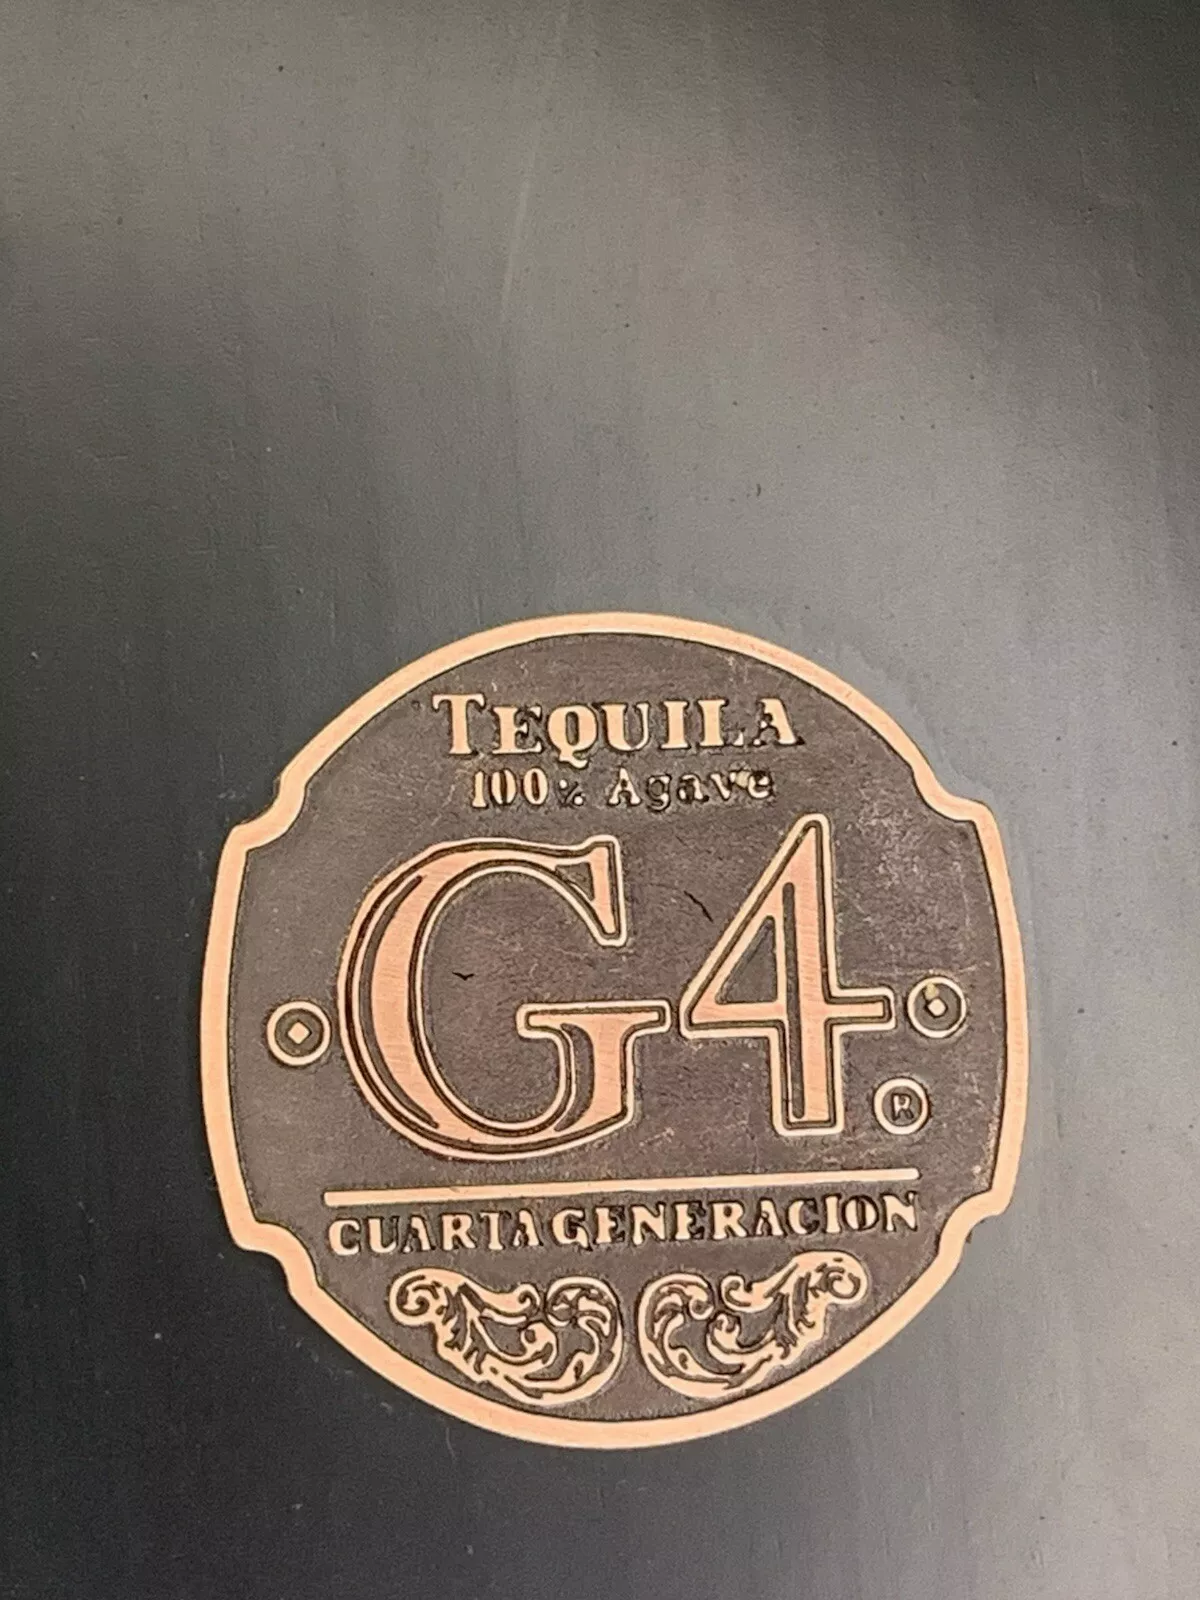 TEQUILA
100% Agave
G4
®
CUARTA GENERACION